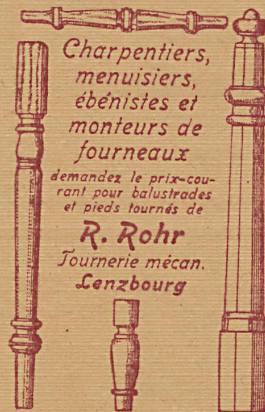 Charpentiers,
menuisiers,
ébénistes et
monteurs de
fourneaux
demandez le prix-cou-
rant pour balustrades
et pieds tournés de
R. Rohr
Tournerie mécan.
Lenzbourg